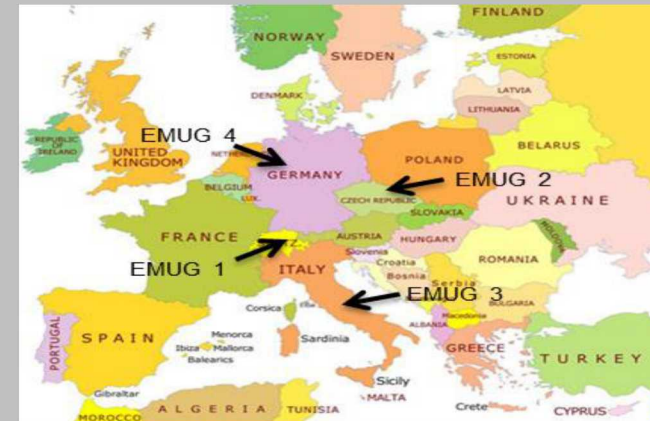 FINLAND
NORWAY
SWEDEN
ESTONIA
LATVIA
DENMARK
LITHUANIA
EMUG 4
REPUBLIC OF
IRELAND
UNITED
KINGDOM
BELARUS
POLAND
GERMANY
EMUG 2
BELGIUM
LUX.
CZECH REPUBLIC
UKRAINE
SLOVAKIA
FRANCE
AUSTRIA
HUNGARY
MOLDOVA
Slovenia
ROMANIA
EMUG 1
ITALY
Croatia
Bosnia
Serbia
EMUG 3
BULGARIA
Corsica
Elba
PORTUGAL
SPAIN
Menorca
Ibiza
Mallorca
Balearics
Sardinia
Macedonia
ALBANIA
GREECE
TURKEY
Gibraltar
Sicily
MALTA
MOROCCO
ALGERIA
TUNISIA
Crete
CYPRUS